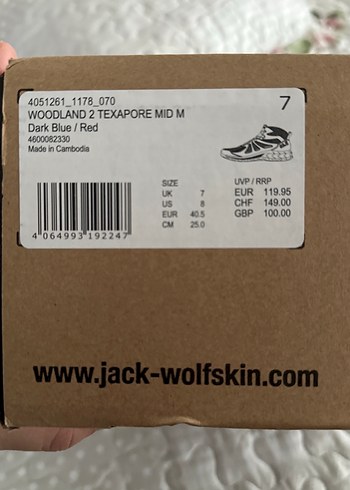 4051261_1178_070
7
WOODLAND 2 TEXAPORE MID M
Dark Blue / Red
4600082330
Made in Cambodia
SIZE
UK 7
US 8
EUR 40.5
CM 25.0
UVP / RRP
EUR 119.95
CHF 149.00
GBP 100.00
4 064993 192247
www.jack-wolfskin.com